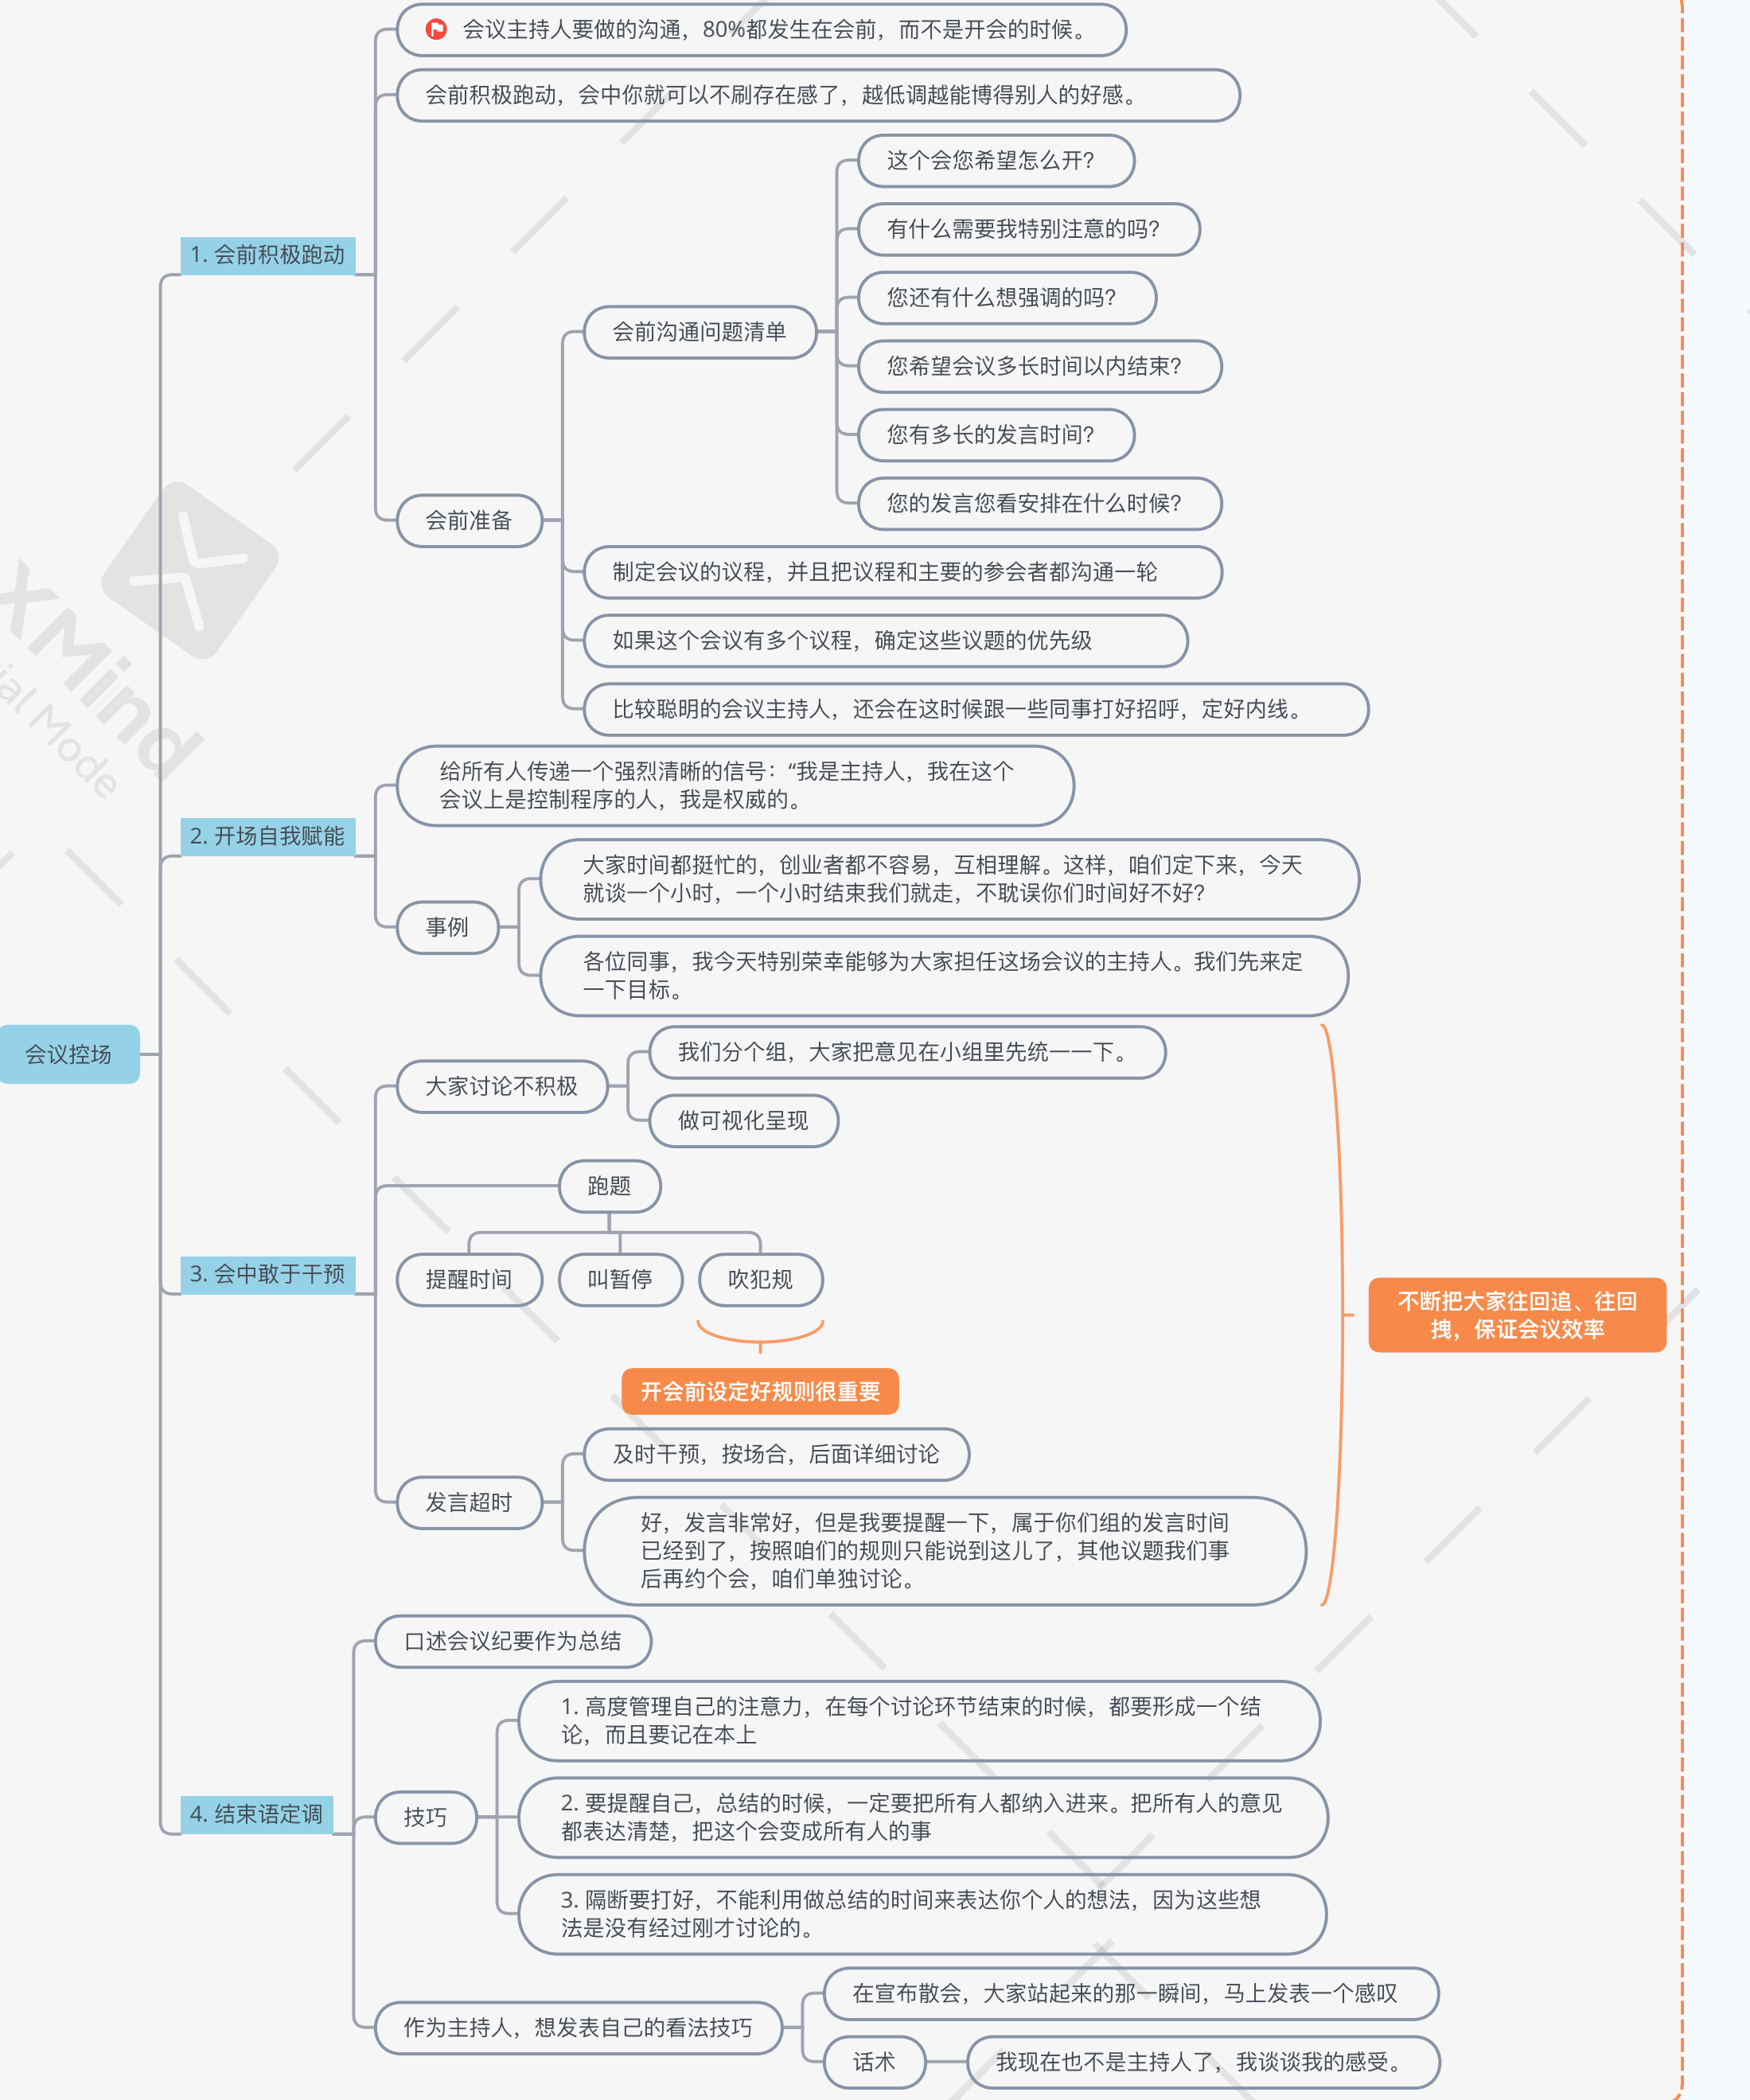 会议主持人要做的沟通，80%都发生在会前，而不是开会的时候。
会前积极跑动，会中你就可以不刷存在感了，越低调越能博得别人的好感。
这个会您希望怎么开？
有什么需要我特别注意的吗？
1. 会前积极跑动
您还有什么想强调的吗？
会前沟通问题清单
您希望会议多长时间以内结束？
您有多长的发言时间？
您的发言您看安排在什么时候？
会前准备
制定会议的议程，并且把议程和主要的参会者都沟通一轮
如果这个会议有多个议程，确定这些议题的优先级
比较聪明的会议主持人，还会在这时候跟一些同事打好招呼，定好内线。
XMind
ial Mode
给所有人传递一个强烈清晰的信号：“我是主持人，我在这个
会议上是控制程序的人，我是权威的。
2. 开场自我赋能
大家时间都挺忙的，创业者都不容易，互相理解。这样，咱们定下来，今天
就谈一个小时，一个小时结束我们就走，不耽误你们时间好不好？
事例
各位同事，我今天特别荣幸能够为大家担任这场会议的主持人。我们先来定
一下目标。
会议控场
我们分个组，大家把意见在小组里先统一一下。
大家讨论不积极
做可视化呈现
跑题
3. 会中敢于干预
提醒时间
叫暂停
吹犯规
不断把大家往回追、往回
拽，保证会议效率
开会前设定好规则很重要
及时干预，按场合，后面详细讨论
发言超时
好，发言非常好，但是我要提醒一下，属于你们组的发言时间
已经到了，按照咱们的规则只能说到这儿了，其他议题我们事
后再约个会，咱们单独讨论。
口述会议纪要作为总结
1. 高度管理自己的注意力，在每个讨论环节结束的时候，都要形成一个结
论，而且要记在本上
4. 结束语定调
技巧
2. 要提醒自己，总结的时候，一定要把所有人都纳入进来。把所有人的意见
都表达清楚，把这个会变成所有人的事
3. 隔断要打好，不能利用做总结的时间来表达你个人的想法，因为这些想
法是没有经过刚才讨论的。
在宣布散会，大家站起来的那一瞬间，马上发表一个感叹
作为主持人，想发表自己的看法技巧
话术
我现在也不是主持人了，我谈谈我的感受。